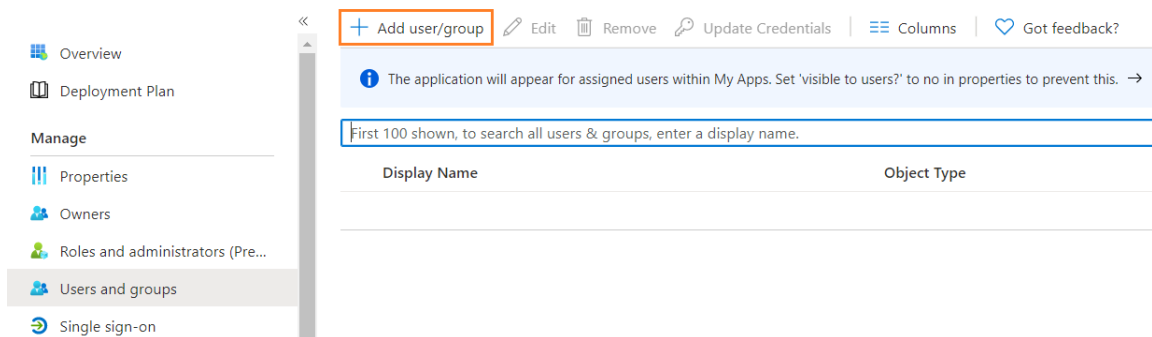 Overview
Deployment Plan
Manage
Properties
Owners
Roles and administrators (Pre...
Users and groups
Single sign-on
Add user/group Edit Remove Update Credentials Columns Got feedback?
The application will appear for assigned users within My Apps. Set 'visible to users?' to no in properties to prevent this. →
First 100 shown, to search all users & groups, enter a display name.
Display Name Object Type